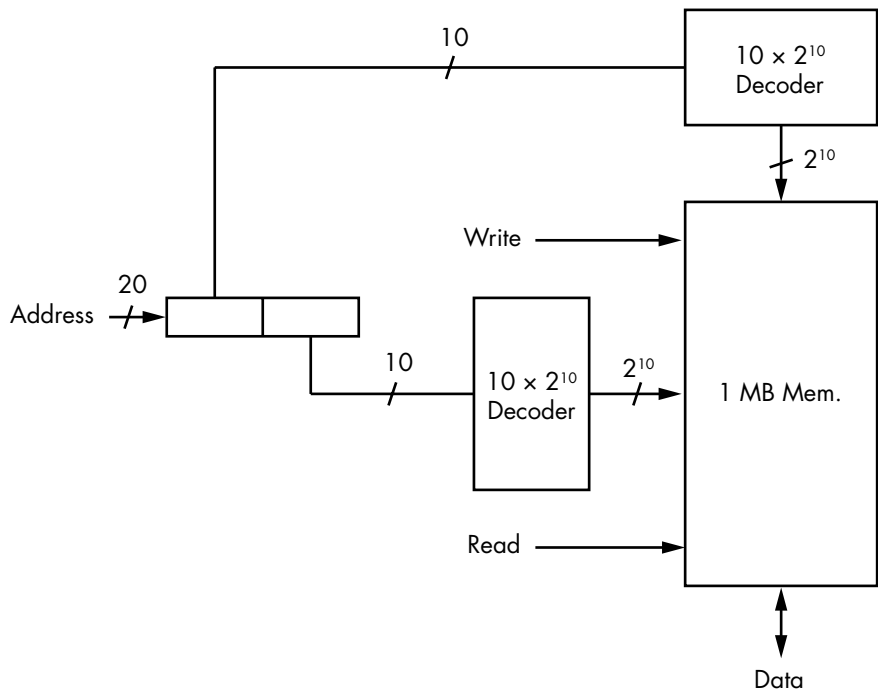 10
10 × 2¹⁰
Decoder
2¹⁰
Write
20
Address
10
10 × 2¹⁰
Decoder
2¹⁰
1 MB Mem.
Read
Data